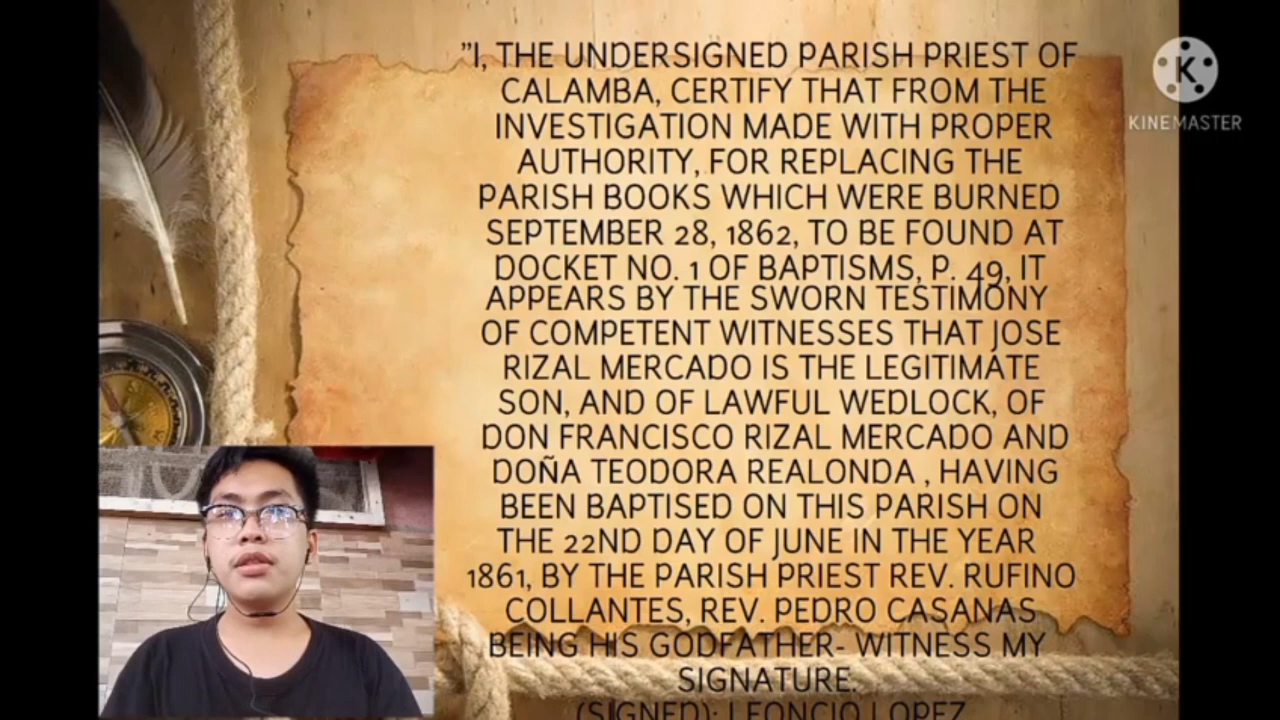 "I, THE UNDERSIGNED PARISH PRIEST OF
CALAMBA, CERTIFY THAT FROM THE
INVESTIGATION MADE WITH PROPER
AUTHORITY, FOR REPLACING THE
PARISH BOOKS WHICH WERE BURNED
SEPTEMBER 28, 1862, TO BE FOUND AT
DOCKET NO. 1 OF BAPTISMS, P. 49, IT
APPEARS BY THE SWORN TESTIMONY
OF COMPETENT WITNESSES THAT JOSE
RIZAL MERCADO IS THE LEGITIMATE
SON, AND OF LAWFUL WEDLOCK, OF
DON FRANCISCO RIZAL MERCADO AND
DOÑA TEODORA REALONDA , HAVING
BEEN BAPTISED ON THIS PARISH ON
THE 22ND DAY OF JUNE IN THE YEAR
1861, BY THE PARISH PRIEST REV. RUFINO
COLLANTES, REV. PEDRO CASANAS
BEING HIS GODFATHER- WITNESS MY
SIGNATURE.
(SIGNED): LEONCIO LOPEZ
K
KINEMASTER